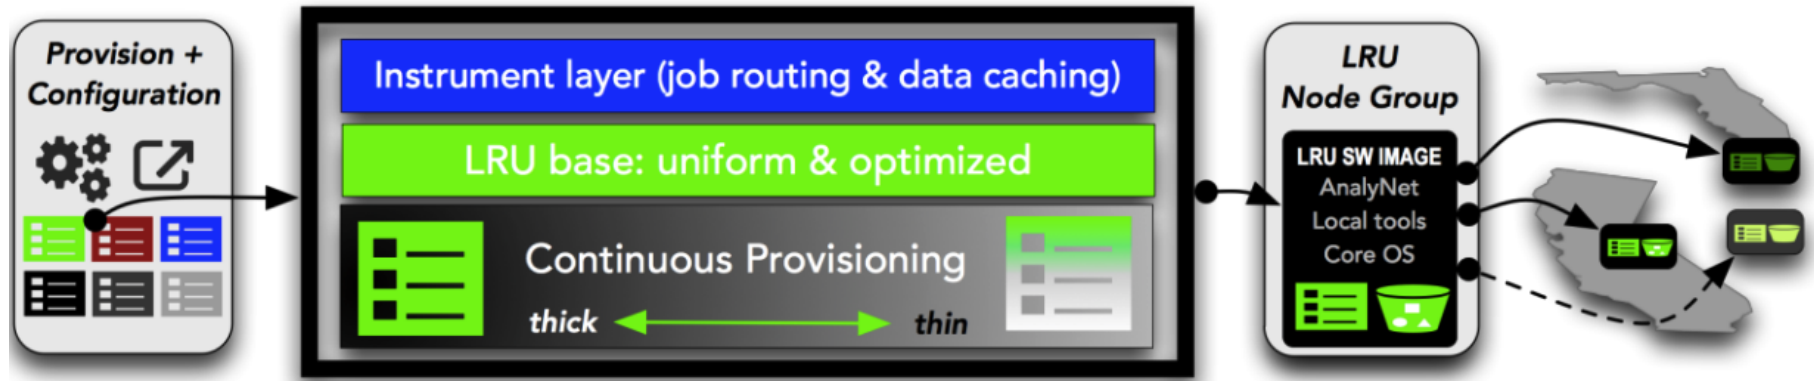 Provision +
Configuration
Instrument layer (job routing & data caching)
LRU base: uniform & optimized
Continuous Provisioning
thick
thin
LRU
Node Group
LRU SW IMAGE
AnalyNet
Local tools
Core OS